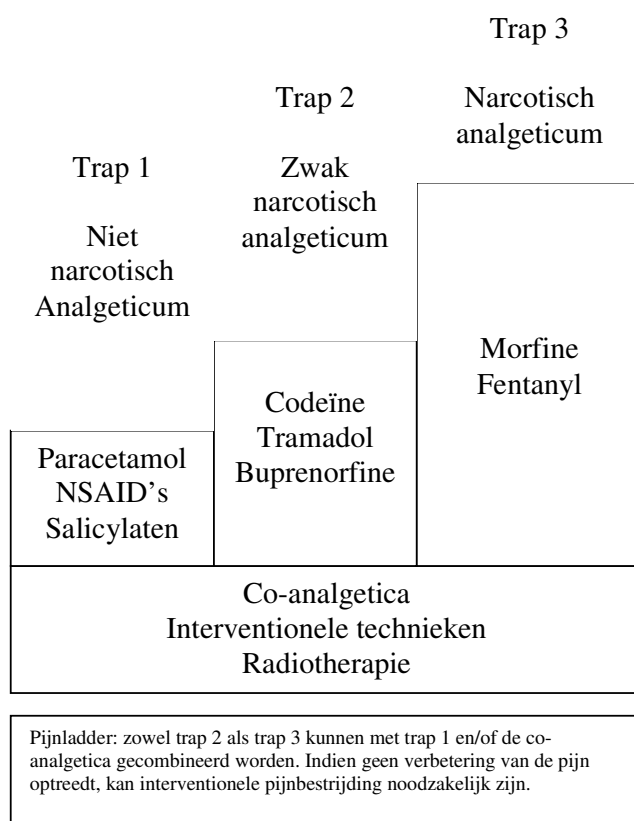 Trap 1
Niet
narcotisch
Analgeticum
Paracetamol
NSAID’s
Salicylaten
Trap 2
Zwak
narcotisch
analgeticum
Codeïne
Tramadol
Buprenorfine
Trap 3
Narcotisch
analgeticum
Morfine
Fentanyl
Co-analgetica
Interventionele technieken
Radiotherapie
Pijnladder: zowel trap 2 als trap 3 kunnen met trap 1 en/of de co-
analgetica gecombineerd worden. Indien geen verbetering van de pijn
optreedt, kan interventionele pijnbestrijding noodzakelijk zijn.